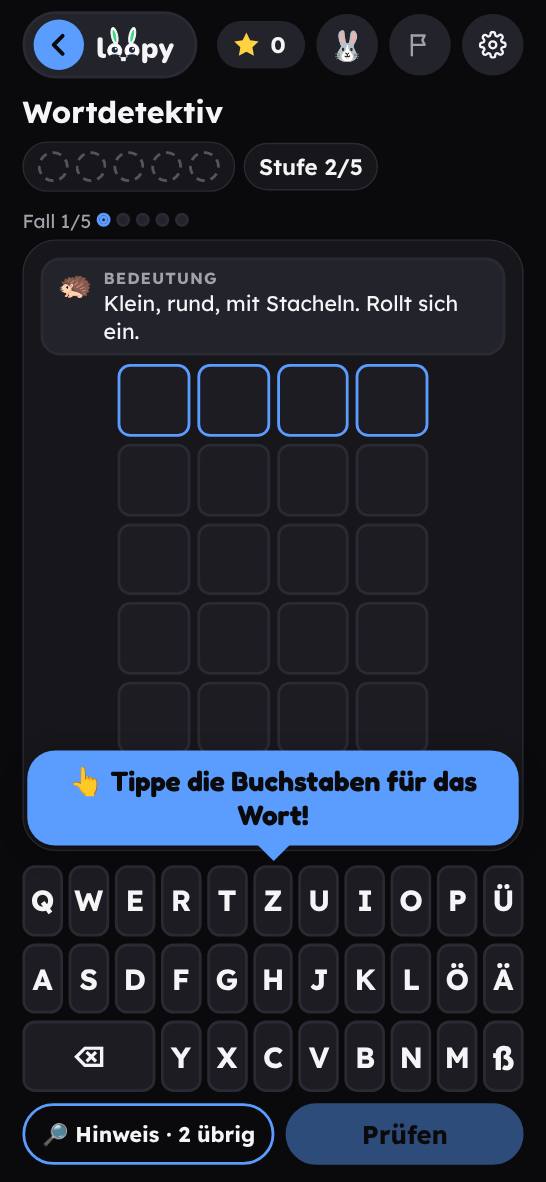 loopy
0
Wortdetektiv
Stufe 2/5
Fall 1/5
BEDEUTUNG
Klein, rund, mit Stacheln. Rollt sich
ein.
Tippe die Buchstaben für das
Wort!
Q W E R T Z U I O P Ü
A S D F G H J K L Ö Ä
Y X C V B N M ß
Hinweis · 2 übrig
Prüfen